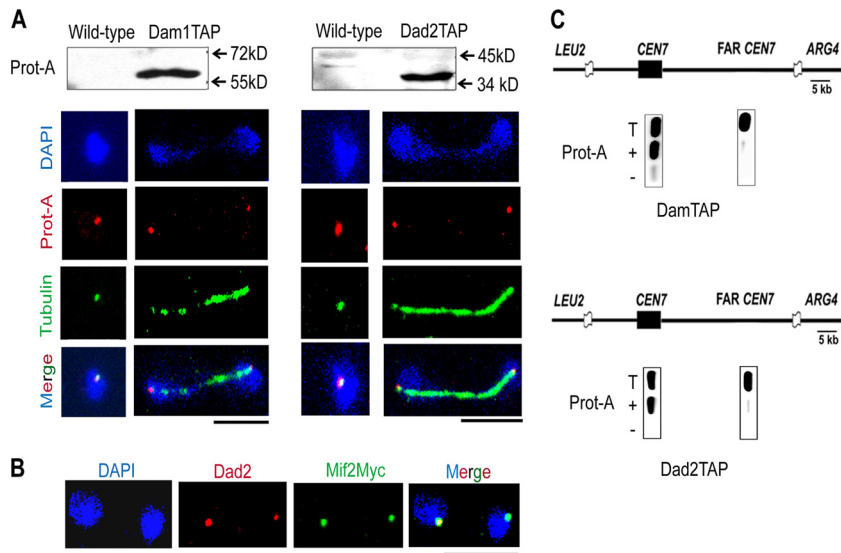 A
Wild-type Dam1TAP
Wild-type Dad2TAP
Prot-A
72kD
55kD
45kD
34 kD
DAPI
Prot-A
Tubulin
Merge
B
DAPI Dad2 Mif2Myc Merge
C
LEU2 CEN7 FAR CEN7 ARG4
5 kb
Prot-A
T
+
-
DamTAP
LEU2 CEN7 FAR CEN7 ARG4
5 kb
Prot-A
T
+
-
Dad2TAP